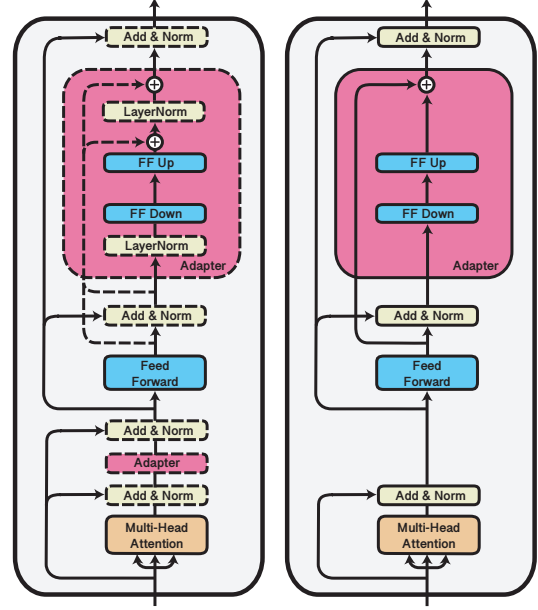 Add & Norm
LayerNorm
FF Up
FF Down
LayerNorm
Adapter
Add & Norm
Feed
Forward
Add & Norm
Adapter
Add & Norm
Multi-Head
Attention
Add & Norm
FF Up
FF Down
Adapter
Add & Norm
Feed
Forward
Add & Norm
Multi-Head
Attention